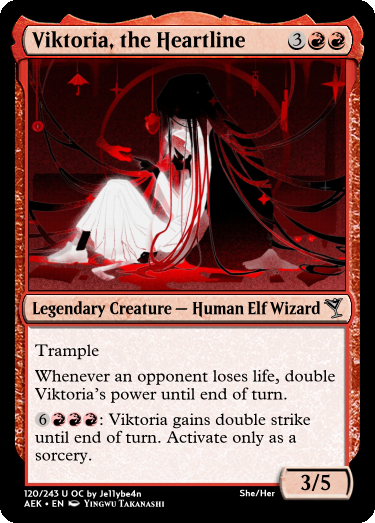 Viktoria, the Heartline 3
Legendary Creature — Human Elf Wizard
Trample
Whenever an opponent loses life, double
Viktoria's power until end of turn.
6: Viktoria gains double strike
until end of turn. Activate only as a
sorcery.
3/5
120/243 U OC by Je11ybe4n She/Her
AEK • EN Yingwu Takanashi